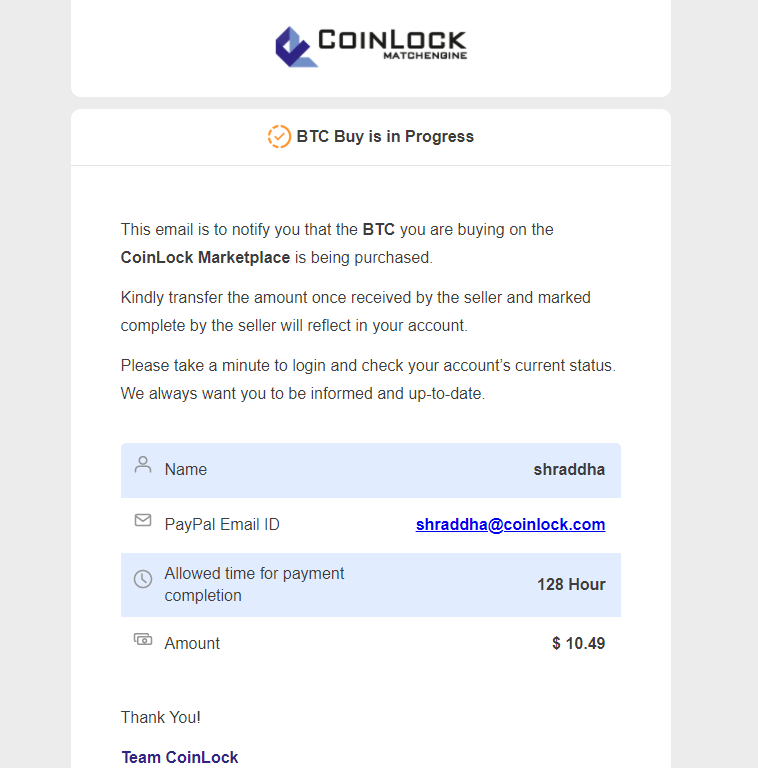 COINLOCK
MATCHENGINE
BTC Buy is in Progress
This email is to notify you that the BTC you are buying on the
CoinLock Marketplace is being purchased.
Kindly transfer the amount once received by the seller and marked
complete by the seller will reflect in your account.
Please take a minute to login and check your account’s current status.
We always want you to be informed and up-to-date.
Name shraddha
PayPal Email ID shraddha@coinlock.com
Allowed time for payment
completion 128 Hour
Amount $ 10.49
Thank You!
Team CoinLock